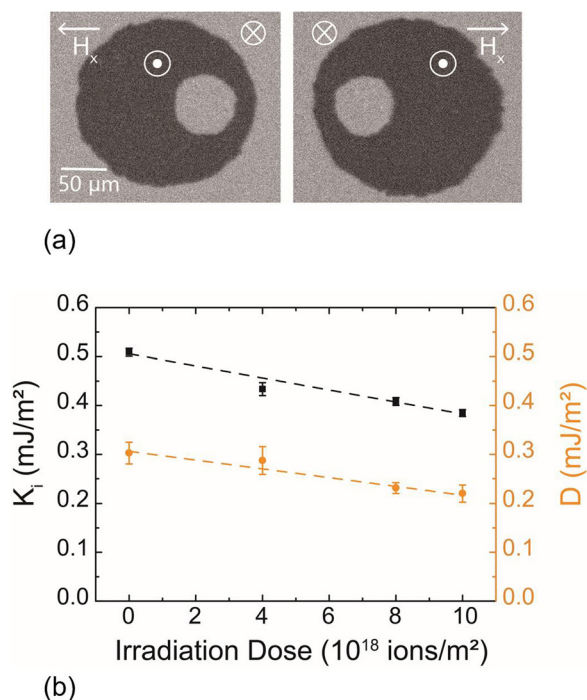 Hₓ
Hₓ
50 µm
(a)
0.6
0.5
0.4
0.3
0.2
0.1
0.0
Kᵢ (mJ/m²)
0.6
0.5
0.4
0.3
0.2
0.1
0.0
D (mJ/m²)
0 2 4 6 8 10
Irradiation Dose (10¹⁸ ions/m²)
(b)